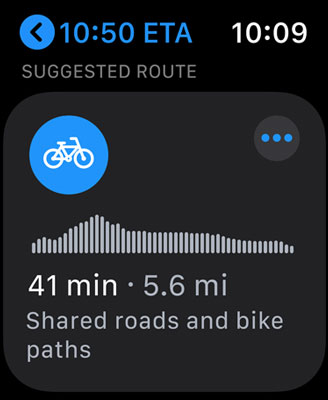 10:50 ETA 10:09
SUGGESTED ROUTE
41 min · 5.6 mi
Shared roads and bike
paths